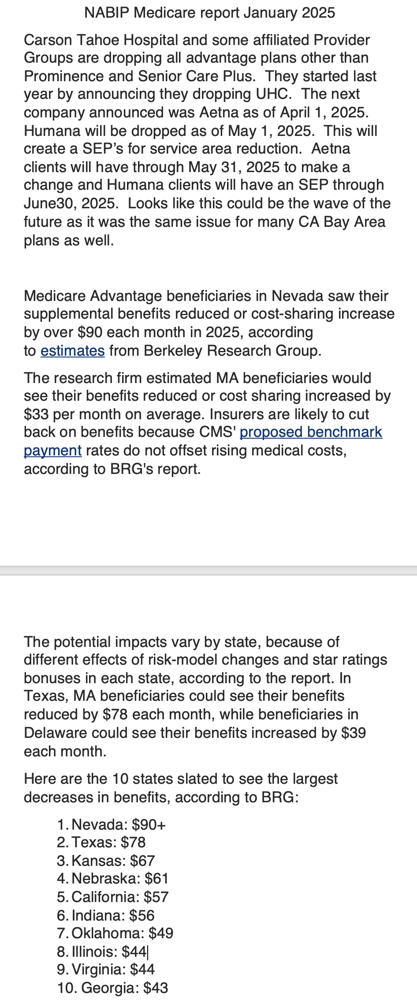 NABIP Medicare report January 2025
Carson Tahoe Hospital and some affiliated Provider
Groups are dropping all advantage plans other than
Prominence and Senior Care Plus.  They started last
year by announcing they dropping UHC.  The next
company announced was Aetna as of April 1, 2025.
Humana will be dropped as of May 1, 2025.  This will
create a SEP’s for service area reduction.  Aetna
clients will have through May 31, 2025 to make a
change and Humana clients will have an SEP through
June30, 2025.  Looks like this could be the wave of the
future as it was the same issue for many CA Bay Area
plans as well.
Medicare Advantage beneficiaries in Nevada saw their
supplemental benefits reduced or cost-sharing increase
by over $90 each month in 2025, according
to estimates from Berkeley Research Group.
The research firm estimated MA beneficiaries would
see their benefits reduced or cost sharing increased by
$33 per month on average. Insurers are likely to cut
back on benefits because CMS' proposed benchmark
payment rates do not offset rising medical costs,
according to BRG's report.
The potential impacts vary by state, because of
different effects of risk-model changes and star ratings
bonuses in each state, according to the report. In
Texas, MA beneficiaries could see their benefits
reduced by $78 each month, while beneficiaries in
Delaware could see their benefits increased by $39
each month.
Here are the 10 states slated to see the largest
decreases in benefits, according to BRG:
1. Nevada: $90+
2. Texas: $78
3. Kansas: $67
4. Nebraska: $61
5. California: $57
6. Indiana: $56
7. Oklahoma: $49
8. Illinois: $44
9. Virginia: $44
10. Georgia: $43